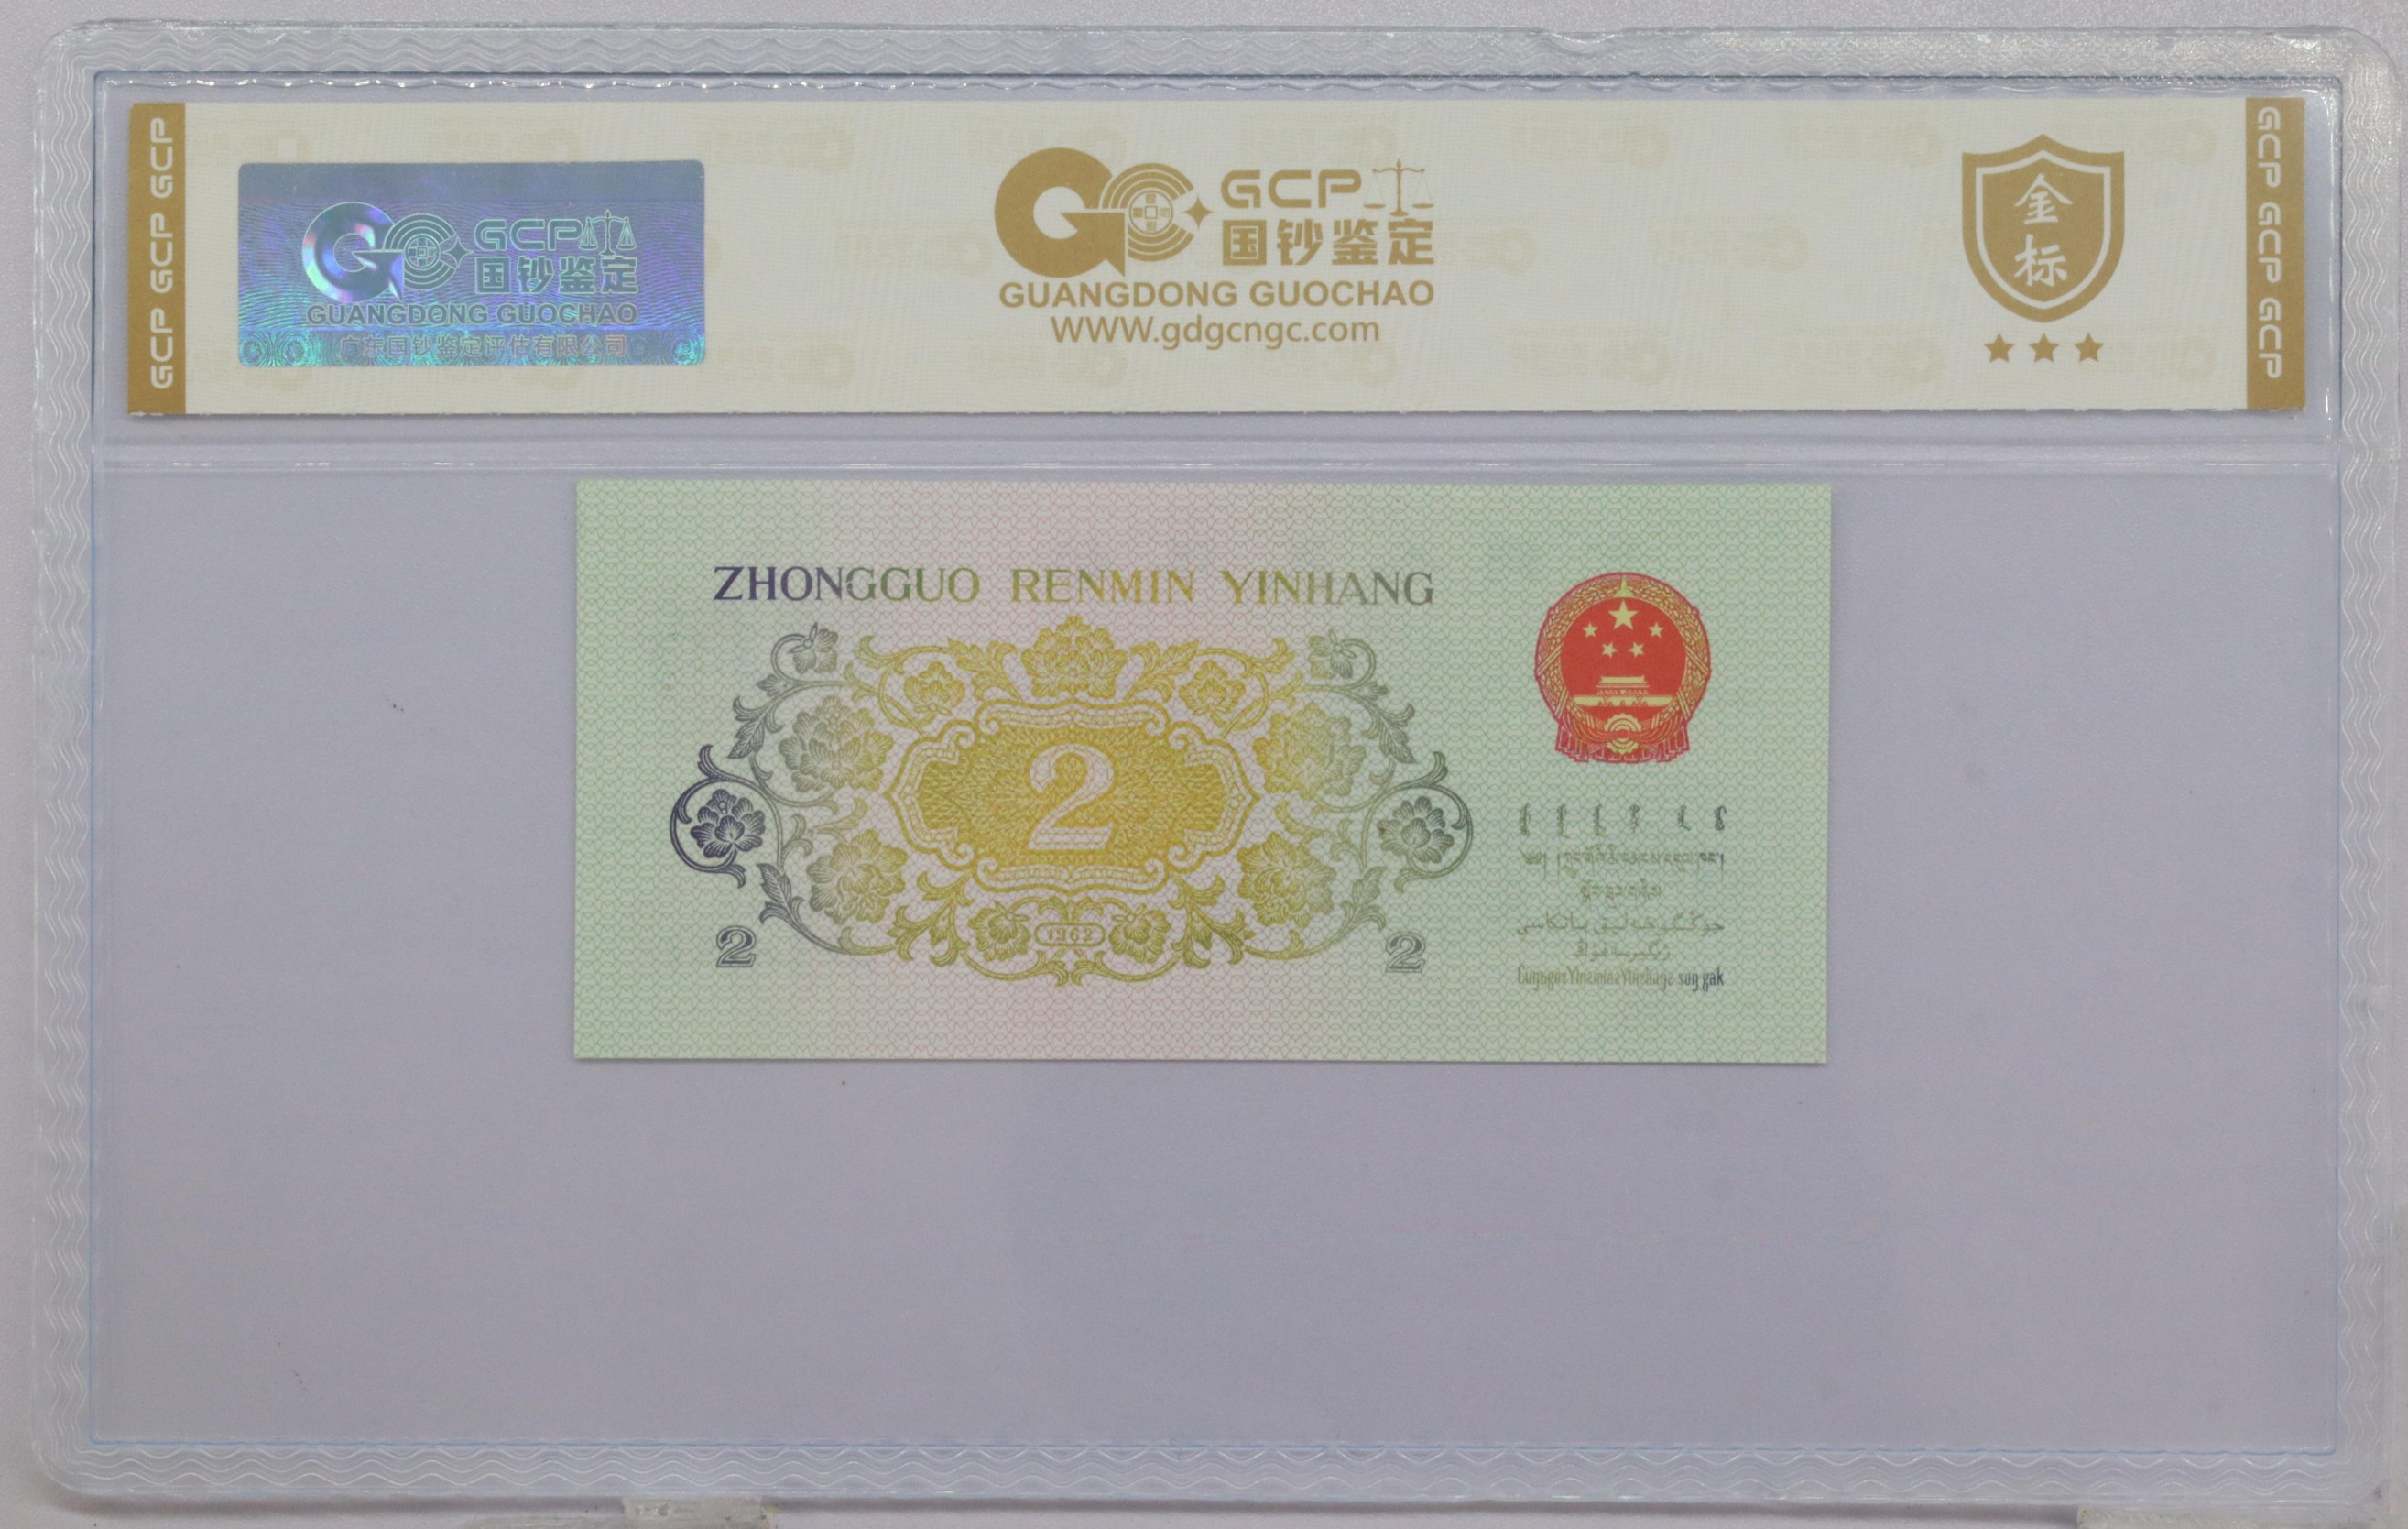 GCP GCP GCP
GCP
国钞鉴定
GUANGDONG GUOCHAO
广东国钞鉴定评估有限公司
GCP
国钞鉴定
GUANGDONG GUOCHAO
WWW.gdgcngc.com
金标
GCP GCP GCP
ZHONGGUO RENMIN YINHANG
2
1962
2
2